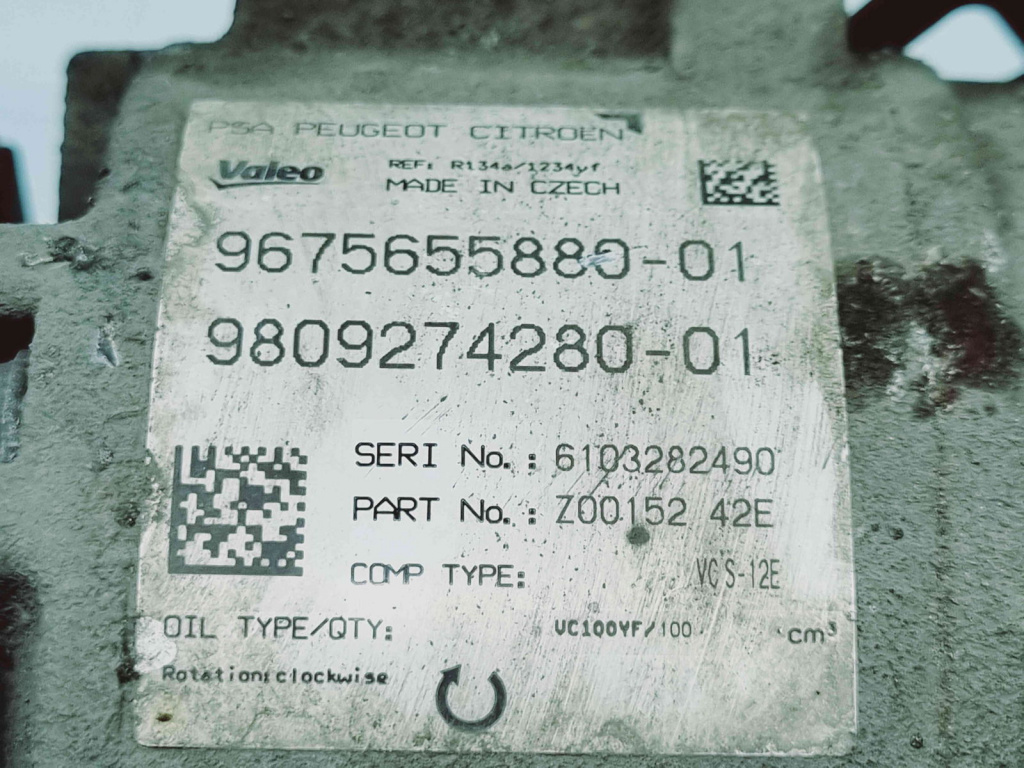 PSA PEUGEOT CITROEN
Valeo
REF: R134a/1234yf
MADE IN CZECH
9675655880-01
9809274280-01
SERI No.: 6103282490
PART No.: Z00152 42E
COMP TYPE: VCS-12E
OIL TYPE/QTY: VC100YF/100 cm³
Rotation:clockwise